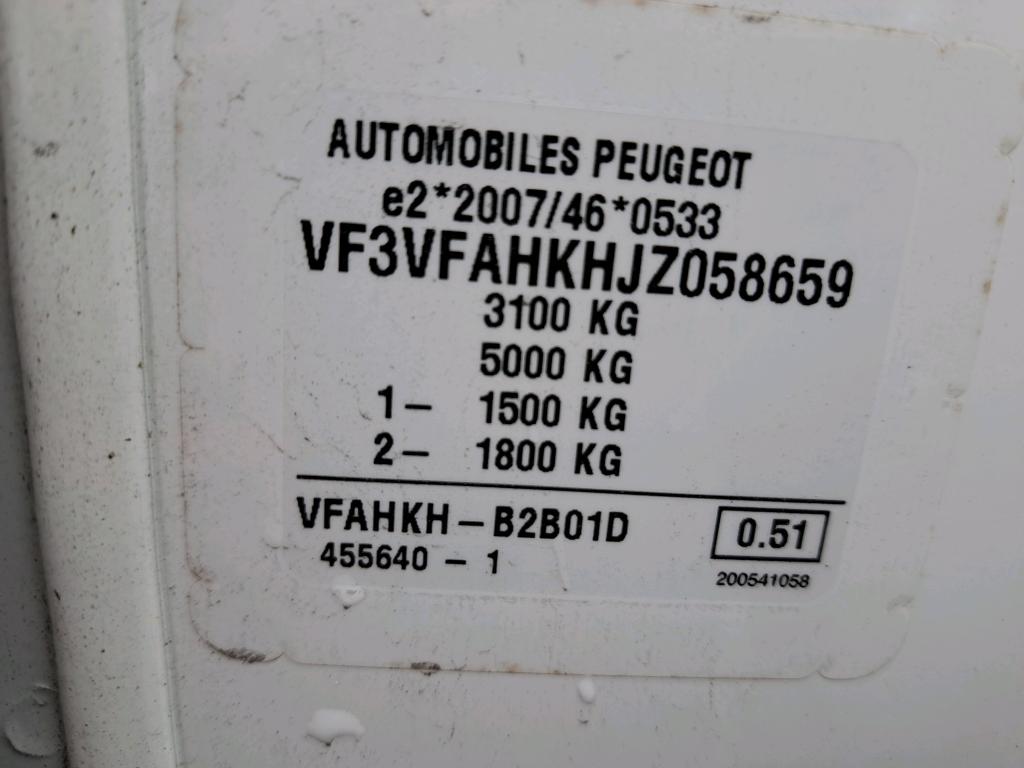 AUTOMOBILES PEUGEOT
e2*2007/46*0533
VF3VFAHKHJZ058659
3100 KG
5000 KG
1- 1500 KG
2- 1800 KG
VFAHKH-B2B01D
0.51
455640 - 1
200541058